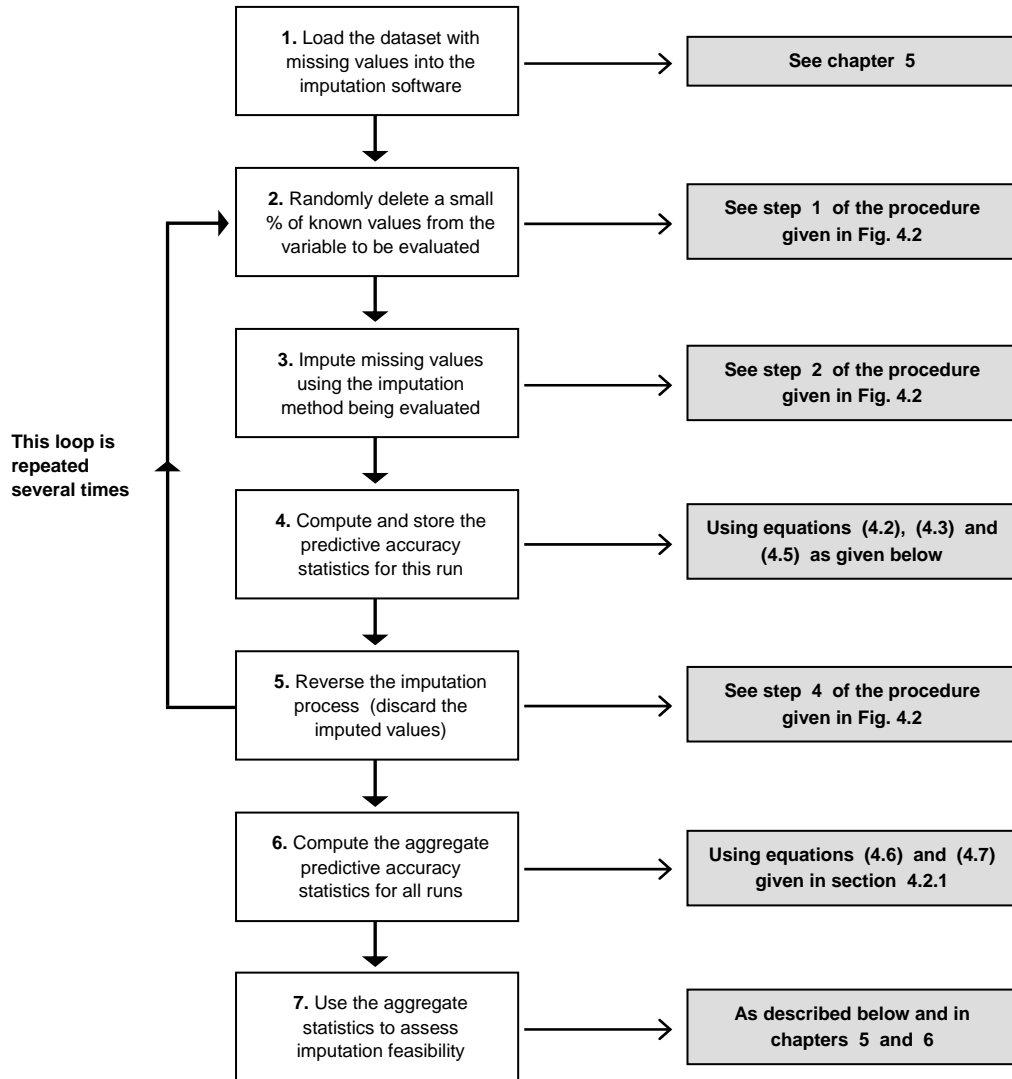 1. Load the dataset with
missing values into the
imputation software
See chapter 5
2. Randomly delete a small
% of known values from the
variable to be evaluated
See step 1 of the procedure
given in Fig. 4.2
3. Impute missing values
using the imputation
method being evaluated
See step 2 of the procedure
given in Fig. 4.2
This loop is
repeated
several times
4. Compute and store the
predictive accuracy
statistics for this run
Using equations (4.2), (4.3) and
(4.5) as given below
5. Reverse the imputation
process (discard the
imputed values)
See step 4 of the procedure
given in Fig. 4.2
6. Compute the aggregate
predictive accuracy
statistics for all runs
Using equations (4.6) and (4.7)
given in section 4.2.1
7. Use the aggregate
statistics to assess
imputation feasibility
As described below and in
chapters 5 and 6